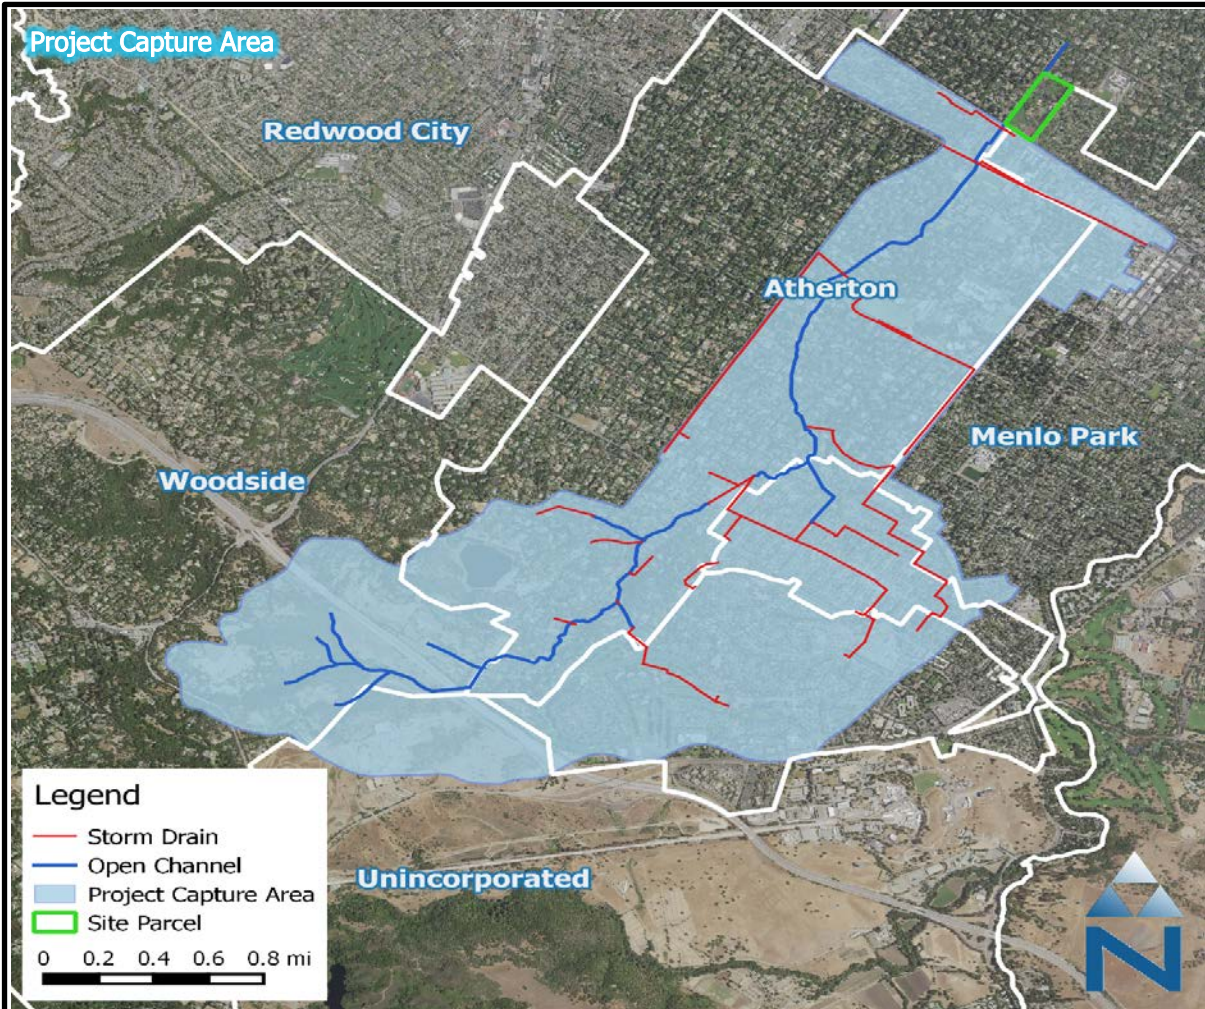 Project Capture Area
Redwood City
Atherton
Menlo Park
Woodside
Legend
Storm Drain
Open Channel
Project Capture Area
Site Parcel
0 0.2 0.4 0.6 0.8 mi
Unincorporated
N